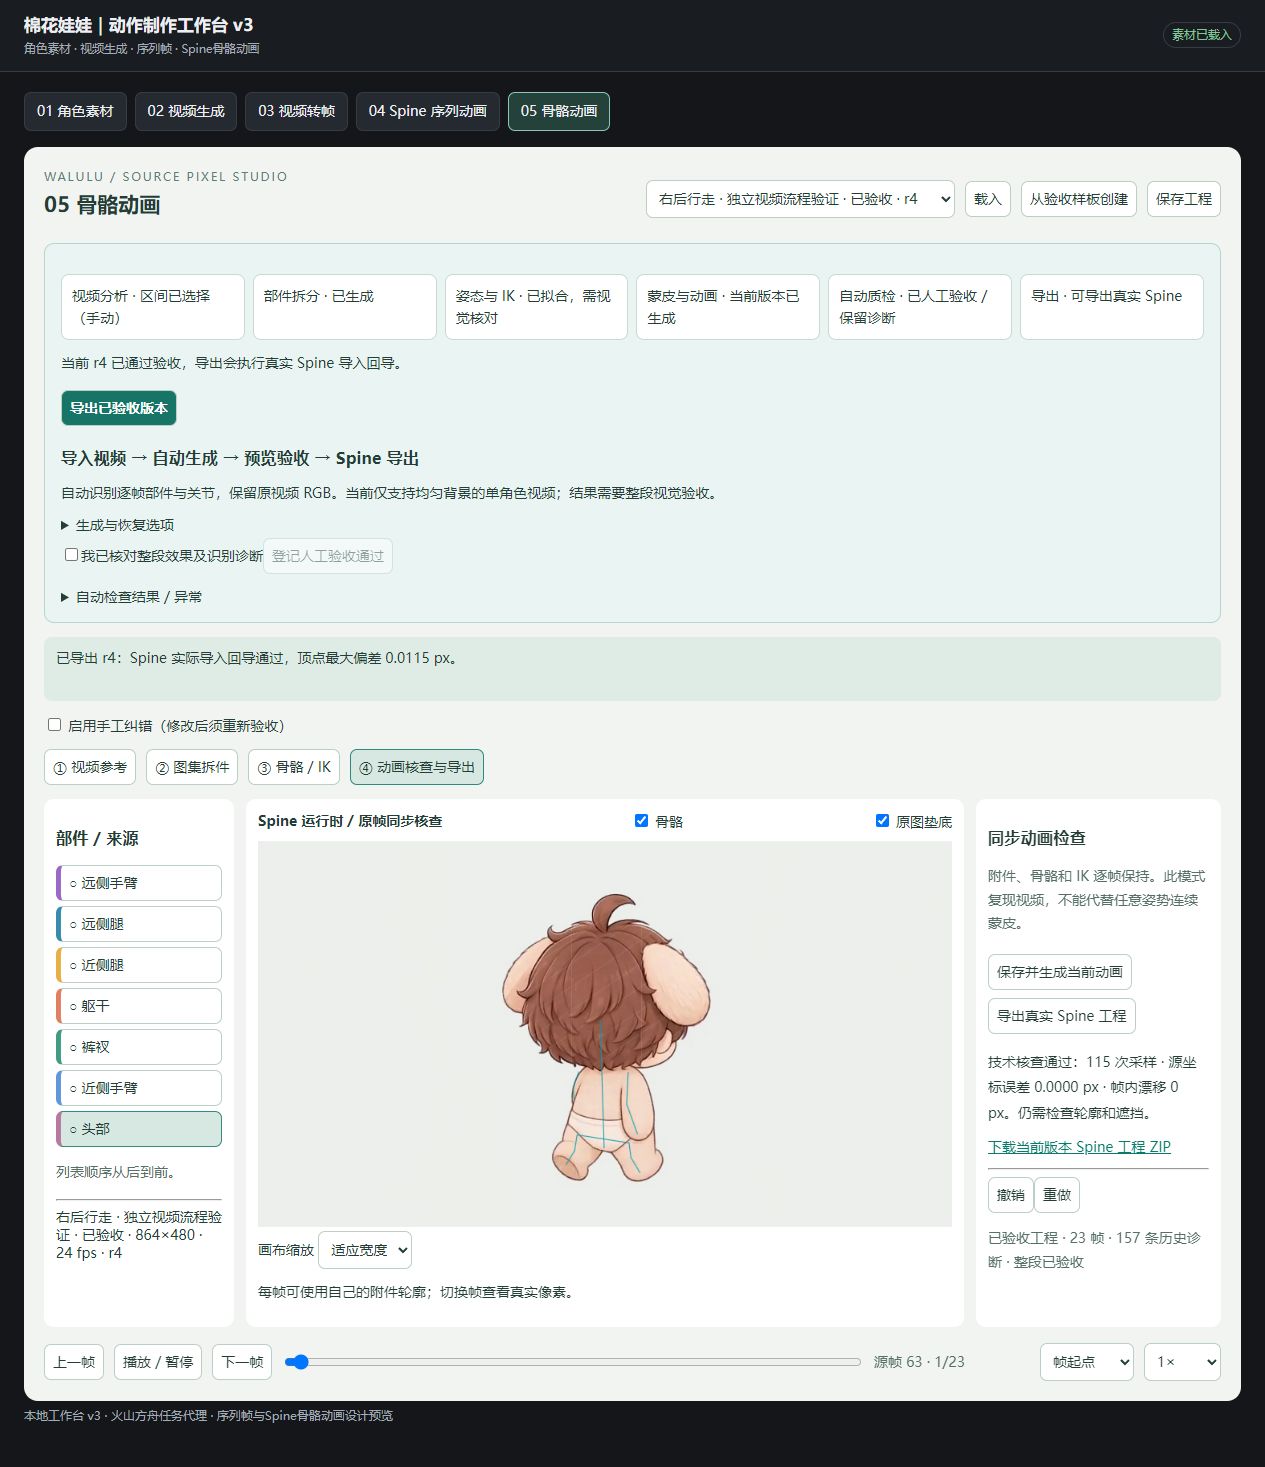 棉花娃娃 | 动作制作工作台 v3
角色素材 · 视频生成 · 序列帧 · Spine骨骼动画
素材已载入
01 角色素材
02 视频生成
03 视频转帧
04 Spine 序列动画
05 骨骼动画
WALULU / SOURCE PIXEL STUDIO
05 骨骼动画
右后行走 · 独立视频流程验证 · 已验收 · r4
载入
从验收样板创建
保存工程
视频分析 · 区间已选择
（手动）
部件拆分 · 已生成
姿态与 IK · 已拟合，需视
觉核对
蒙皮与动画 · 当前版本已
生成
自动质检 · 已人工验收 /
保留诊断
导出 · 可导出真实 Spine
当前 r4 已通过验收，导出会执行真实 Spine 导入回导。
导出已验收版本
导入视频 → 自动生成 → 预览验收 → Spine 导出
自动识别逐帧部件与关节，保留原视频 RGB。当前仅支持均匀背景的单角色视频；结果需要整段视觉验收。
▶ 生成与恢复选项
我已核对整段效果及识别诊断
登记人工验收通过
▶ 自动检查结果 / 异常
已导出 r4：Spine 实际导入回导通过，顶点最大偏差 0.0115 px。
启用手工纠错（修改后须重新验收）
① 视频参考
② 图集拆件
③ 骨骼 / IK
④ 动画核查与导出
部件 / 来源
○ 远侧手臂
○ 远侧腿
○ 近侧腿
○ 躯干
○ 裤衩
○ 近侧手臂
○ 头部
列表顺序从后到前。
右后行走 · 独立视频流程验
证 · 已验收 · 864×480 ·
24 fps · r4
Spine 运行时 / 原帧同步核查
骨骼
原图垫底
画布缩放
适应宽度
每帧可使用自己的附件轮廓；切换帧查看真实像素。
同步动画检查
附件、骨骼和 IK 逐帧保持。此模式
复现视频，不能代替任意姿势连续
蒙皮。
保存并生成当前动画
导出真实 Spine 工程
技术核查通过：115 次采样 · 源坐
标误差 0.0000 px · 帧内漂移 0
px。仍需检查轮廓和遮挡。
下载当前版本 Spine 工程 ZIP
撤销
重做
已验收工程 · 23 帧 · 157 条历史诊
断 · 整段已验收
上一帧
播放 / 暂停
下一帧
源帧 63 · 1/23
帧起点
1×
本地工作台 v3 · 火山方舟任务代理 · 序列帧与Spine骨骼动画设计预览